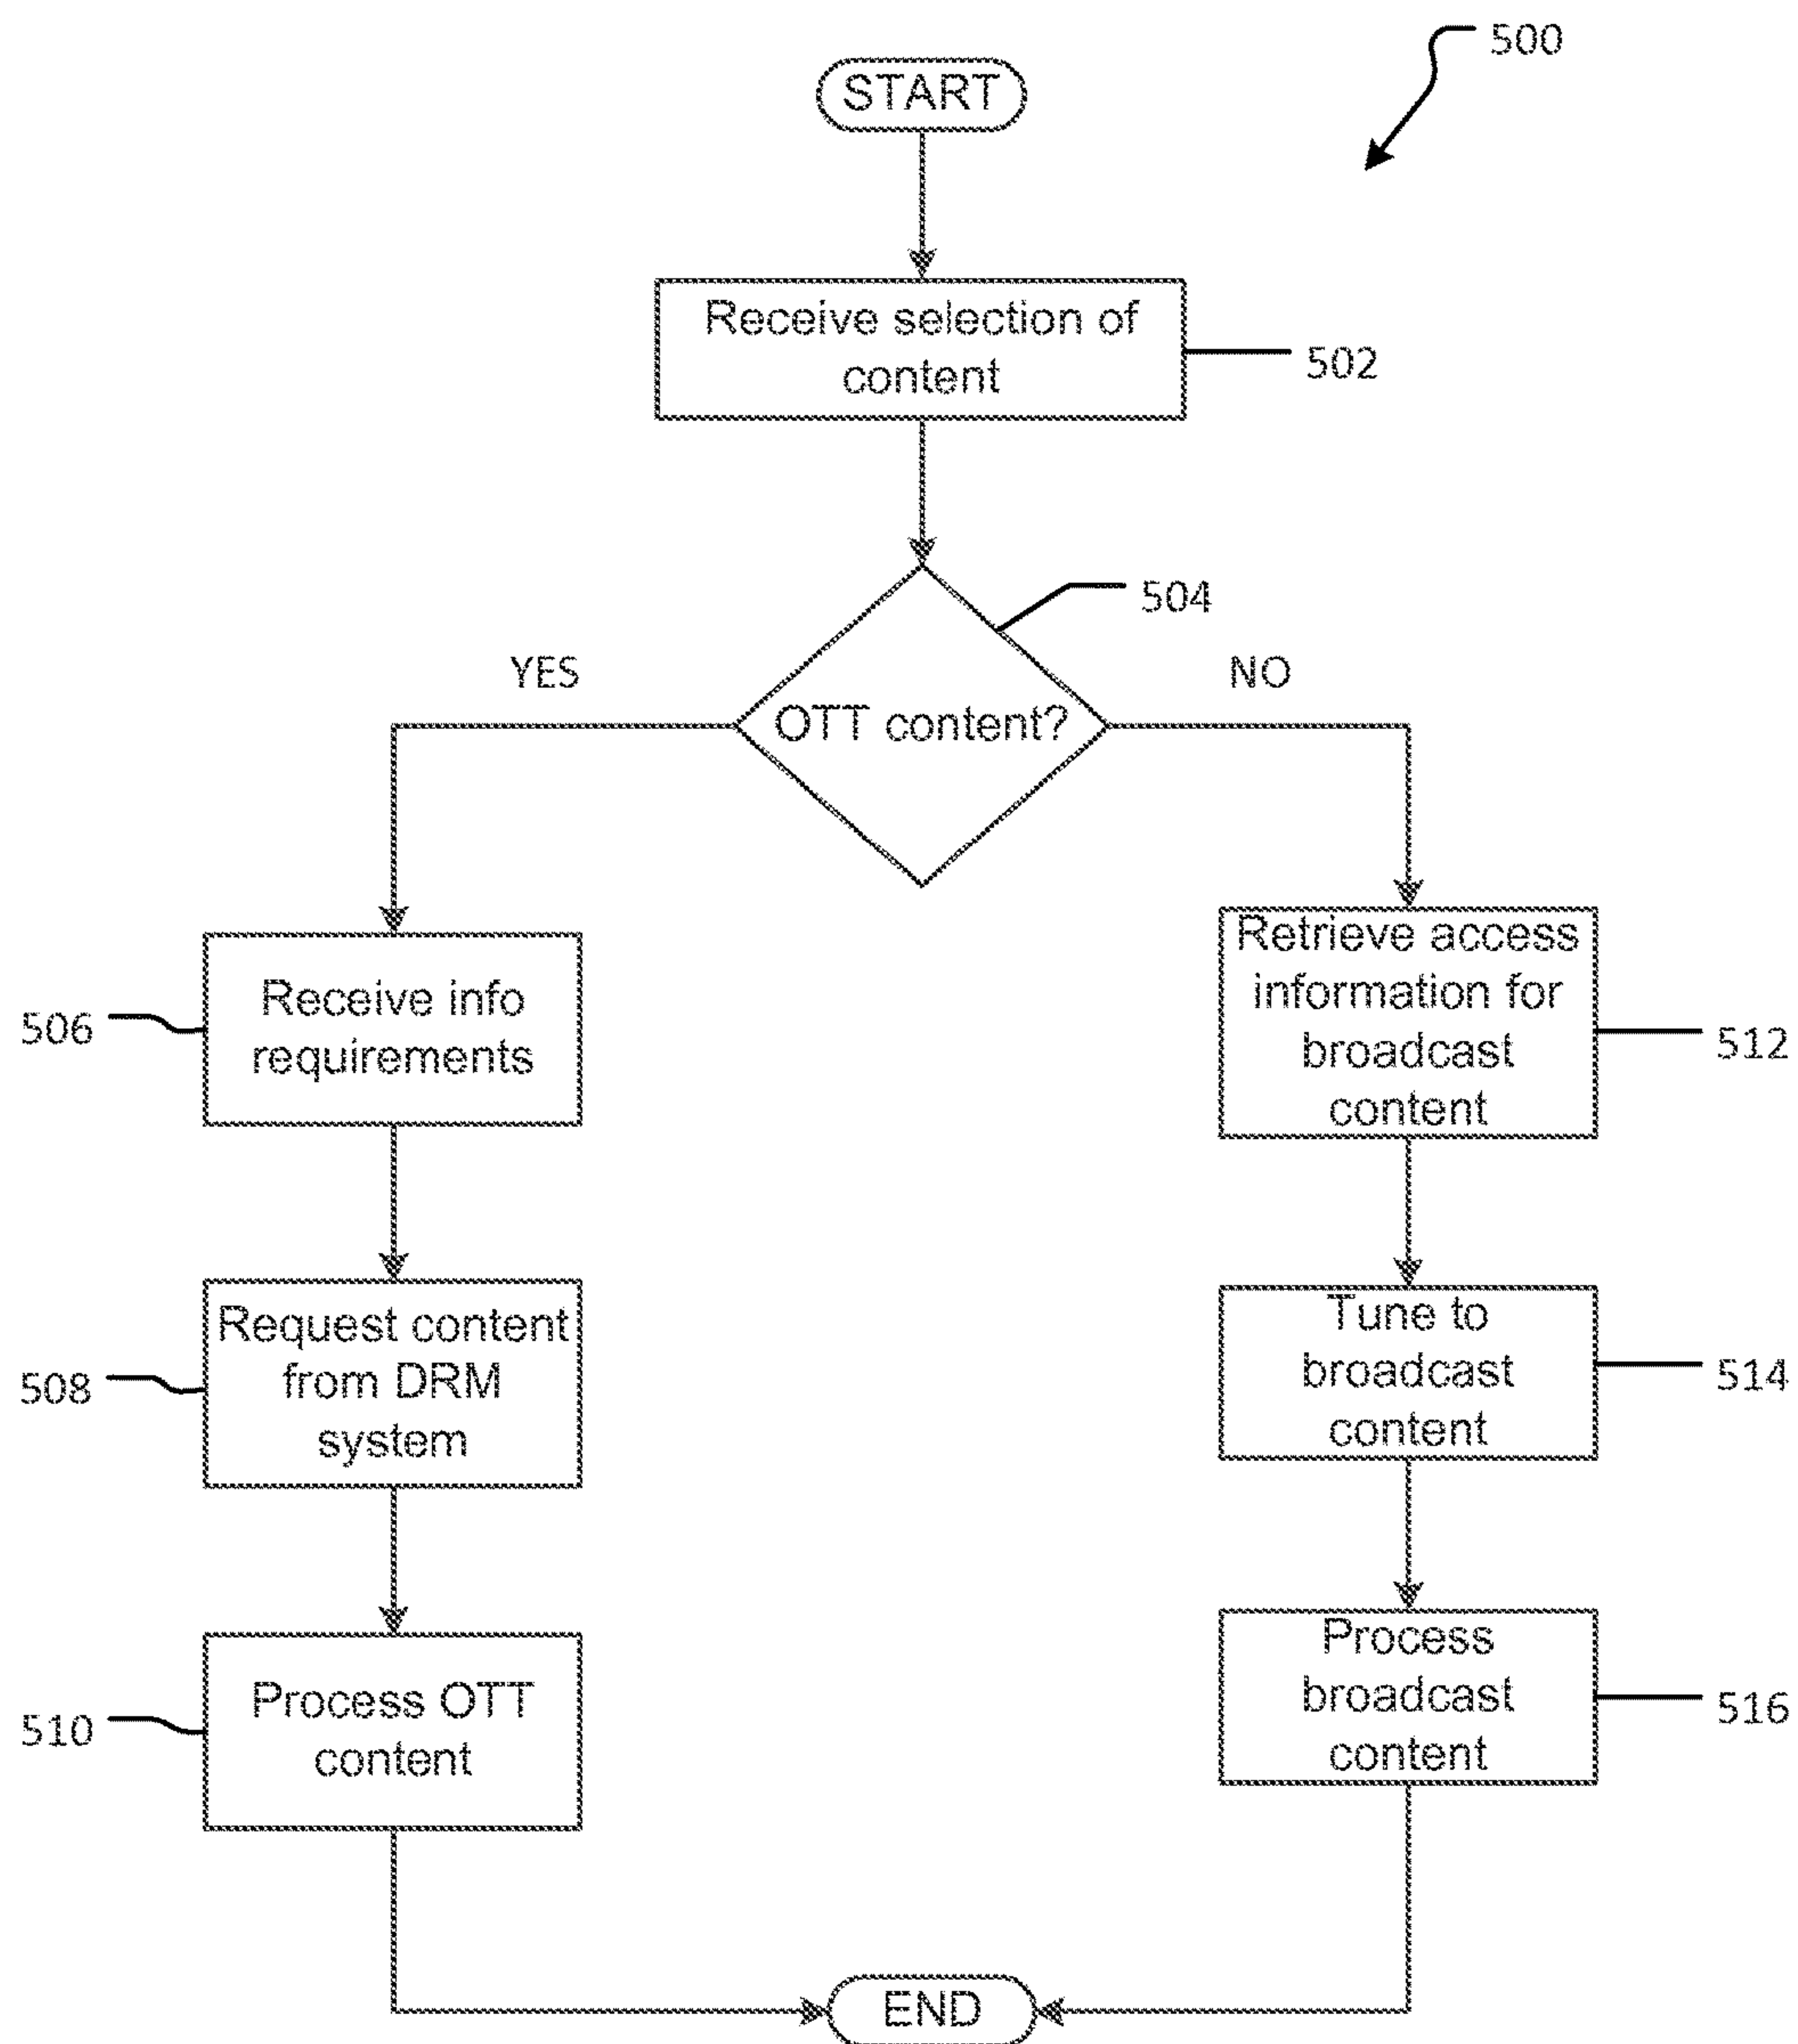 500
START
Receive selection of
content
502
504
YES
NO
OTT content?
506
Receive info
requirements
Retrieve access
information for
broadcast
content
512
508
Request content
from DRM
system
Tune to
broadcast
content
514
510
Process OTT
content
Process
broadcast
content
516
END